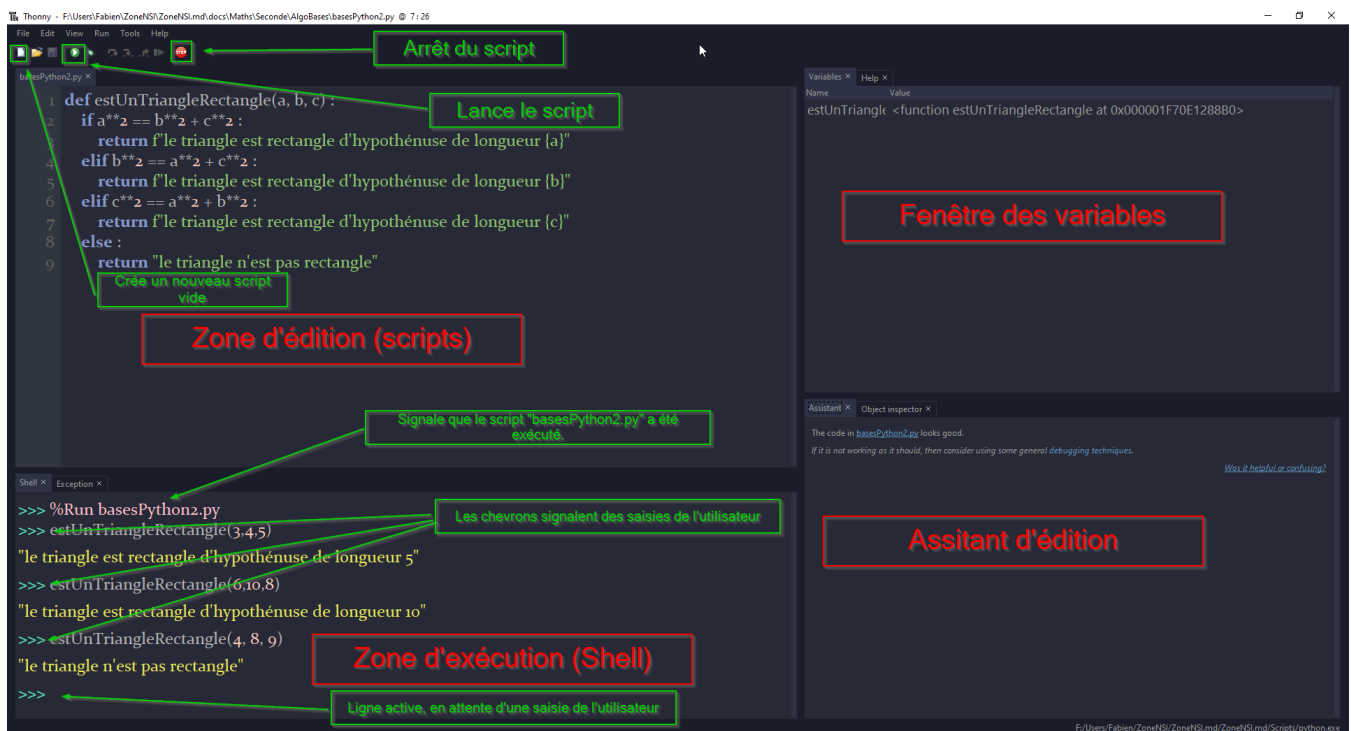 Thonny - F:\Users\Fabien\ZoneNSI\ZoneNSI.md\docs\Maths\Seconde\AlgoBases\basesPython2.py @ 7:26
File Edit View Run Tools Help
STOP
Arrêt du script
basesPython2.py ×
Lance le script
1 def estUnTriangleRectangle(a, b, c) :
2 if a**2 == b**2 + c**2 :
3 return f"le triangle est rectangle d'hypothénuse de longueur {a}"
4 elif b**2 == a**2 + c**2 :
5 return f"le triangle est rectangle d'hypothénuse de longueur {b}"
6 elif c**2 == a**2 + b**2 :
7 return f"le triangle est rectangle d'hypothénuse de longueur {c}"
8 else :
9 return "le triangle n'est pas rectangle"
Crée un nouveau script
vide
Zone d'édition (scripts)
Variables × Help ×
Name Value
estUnTriangle <function estUnTriangleRectangle at 0x000001F70E1288B0>
Fenêtre des variables
Signale que le script "basesPython2.py" a été
exécuté.
Shell × Exception ×
>>> %Run basesPython2.py
>>> estUnTriangleRectangle(3,4,5)
"le triangle est rectangle d'hypothénuse de longueur 5"
>>> estUnTriangleRectangle(6,10,8)
"le triangle est rectangle d'hypothénuse de longueur 10"
>>> estUnTriangleRectangle(4, 8, 9)
"le triangle n'est pas rectangle"
>>>
Les chevrons signalent des saisies de l'utilisateur
Zone d'exécution (Shell)
Ligne active, en attente d'une saisie de l'utilisateur
Assistant × Object inspector ×
The code in basesPython2.py looks good.
If it is not working as it should, then consider using some general debugging techniques.
Was it helpful or confusing?
Assitant d'édition
F:/Users/Fabien/ZoneNSI/ZoneNSI.md/ZoneNSI.md/Scripts/python.exe